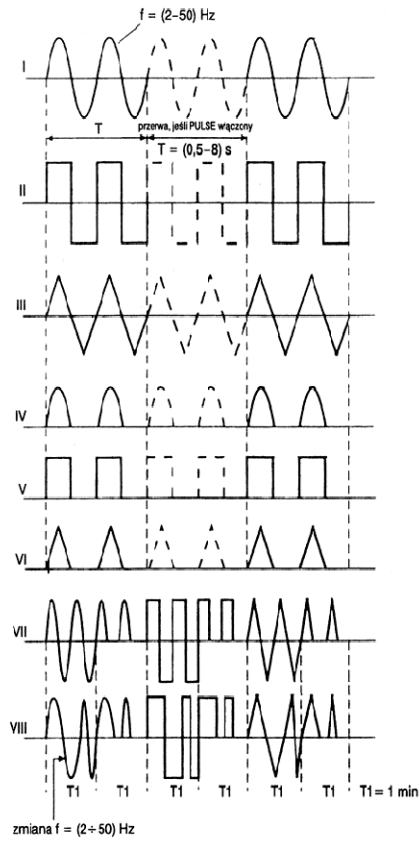 f = (2–50) Hz
I
T
przerwa, jeśli PULSE włączony
T = (0,5–8) s
II
III
IV
V
VI
VII
VIII
T1 T1 T1 T1 T1 T1 T1 = 1 min
zmiana f = (2÷50) Hz